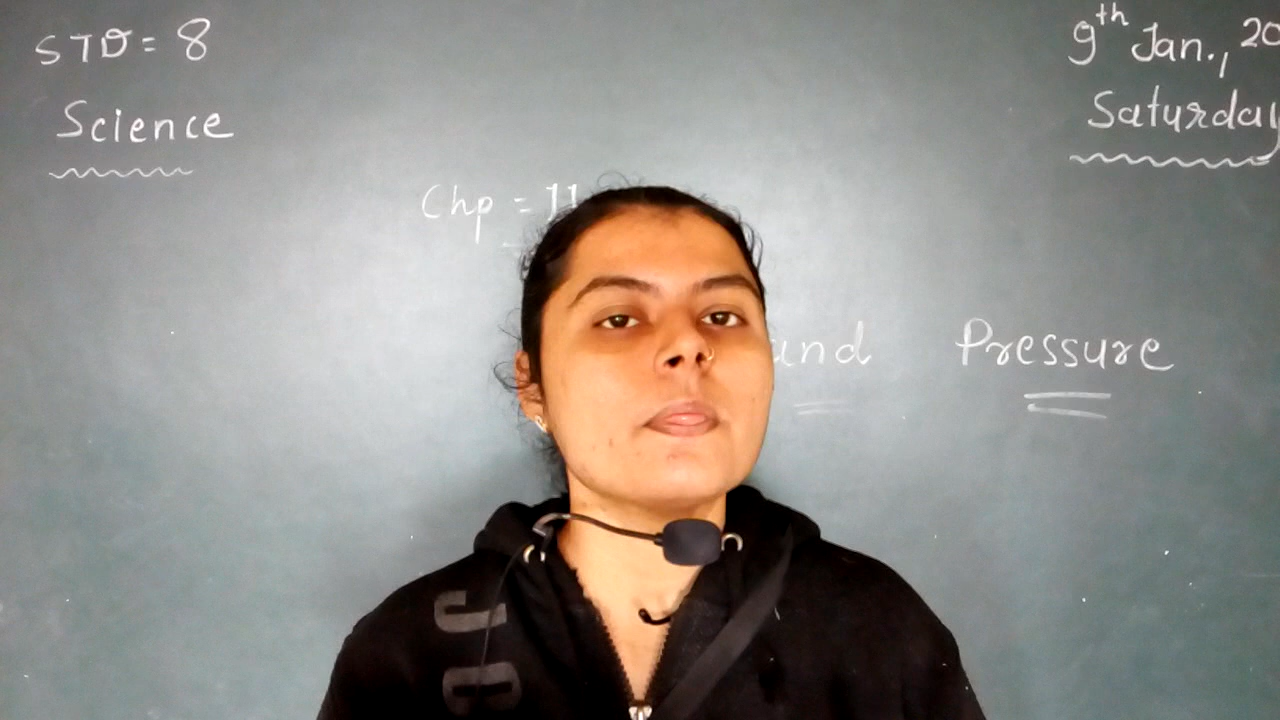 STD = 8
Science
9th Jan., 20
Saturday
Chp = 11
and Pressure
J
D